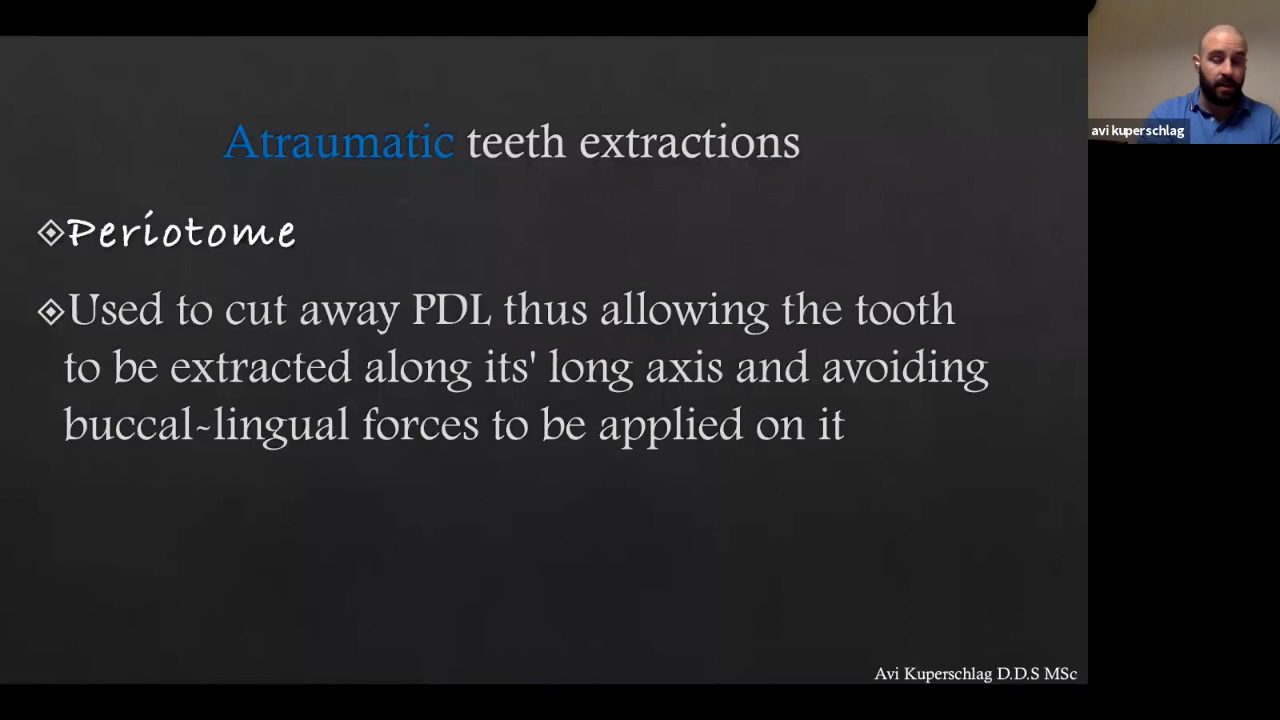 Atraumatic teeth extractions
Periotome
Used to cut away PDL thus allowing the tooth
to be extracted along its' long axis and avoiding
buccal-lingual forces to be applied on it
Avi Kuperschlag D.D.S MSc
avi kuperschlag